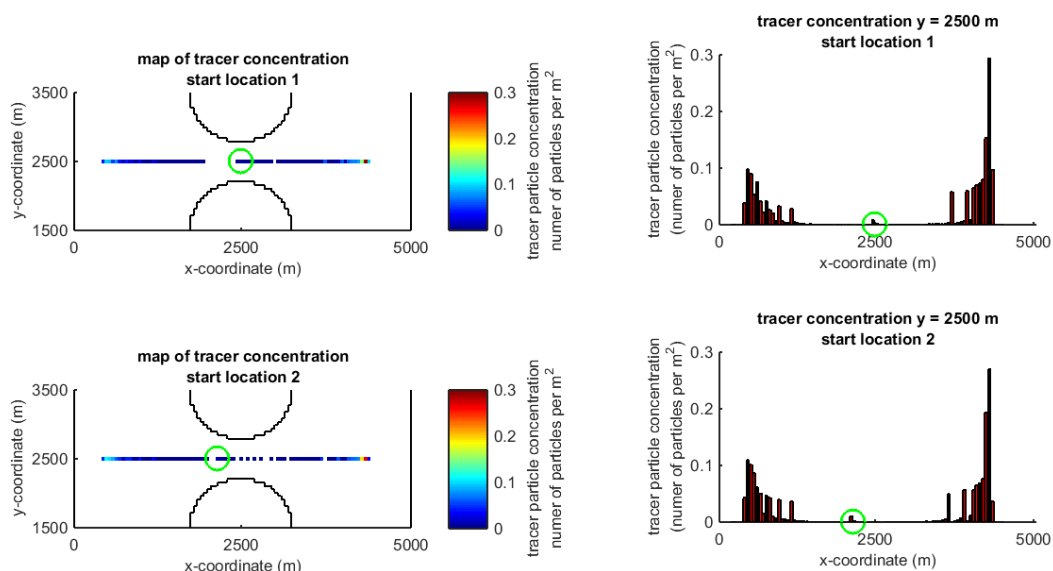 map of tracer concentration
start location 1
3500
2500
1500
y-coordinate (m)
0
2500
5000
x-coordinate (m)
0.3
0.2
0.1
0
tracer particle concentration
numer of particles per m²
tracer concentration y = 2500 m
start location 1
0.3
0.2
0.1
0
tracer particle concentration
(numer of particles per m²)
0
2500
5000
x-coordinate (m)
map of tracer concentration
start location 2
3500
2500
1500
y-coordinate (m)
0
2500
5000
x-coordinate (m)
0.3
0.2
0.1
0
tracer particle concentration
numer of particles per m²
tracer concentration y = 2500 m
start location 2
0.3
0.2
0.1
0
tracer particle concentration
(numer of particles per m²)
0
2500
5000
x-coordinate (m)